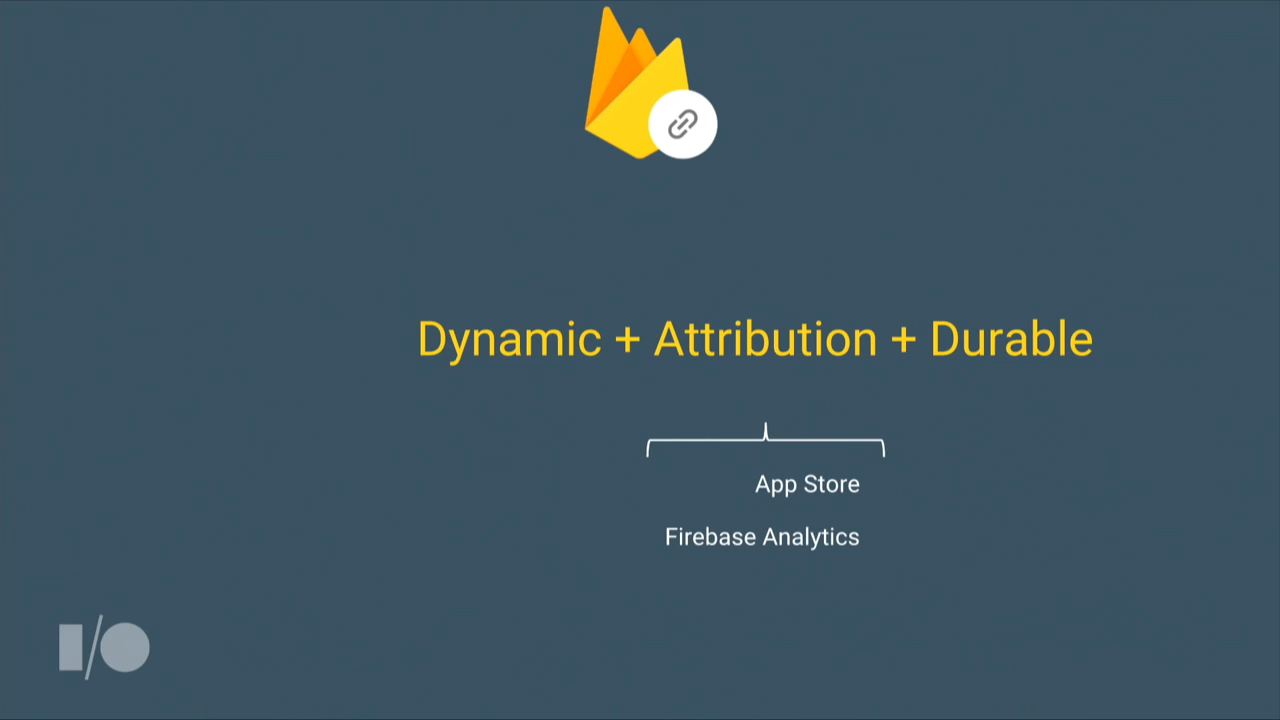 Dynamic + Attribution + Durable
App Store
Firebase Analytics
I/O